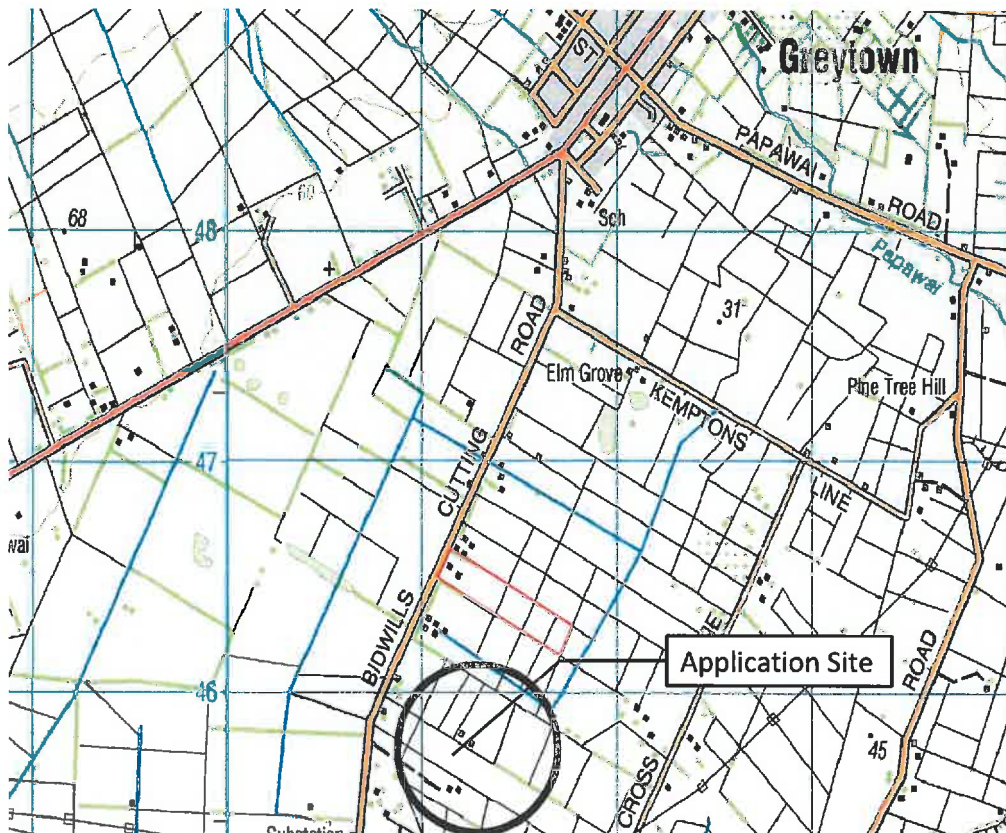 ST
Greytown
PAPAWAI
ROAD
Papawai
60
68
48
Sch
ROAD
31
Elm Grove
KEMPTONS
LINE
Pine Tree Hill
CUTTING
47
wai
BIDWILLS
Application Site
46
ROAD
45
CROSS
Substation